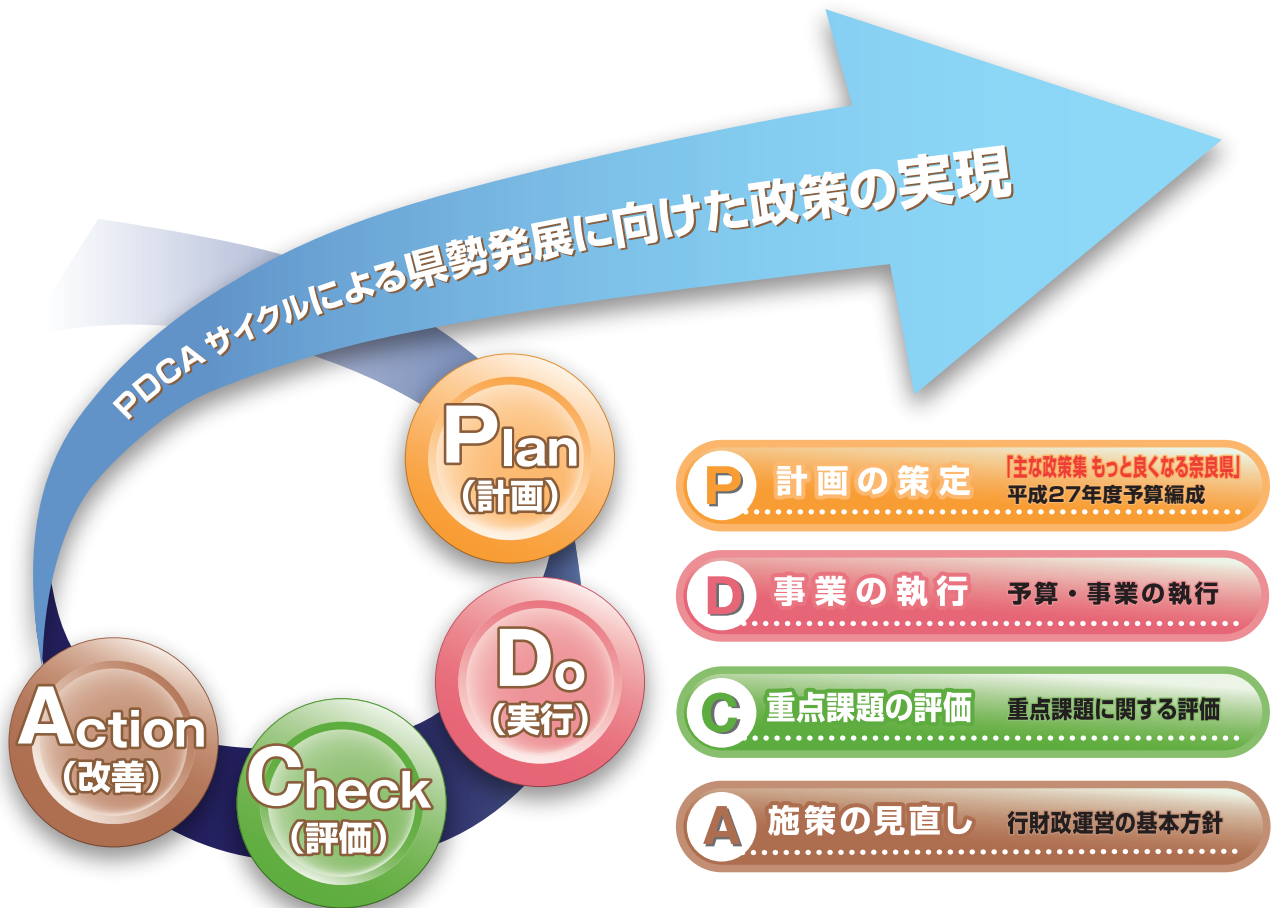 PDCAサイクルによる県勢発展に向けた政策の実現
Plan
（計画）
Do
（実行）
Check
（評価）
Action
（改善）
P 計画の策定 「主な政策集 もっと良くなる奈良県」
平成27年度予算編成
D 事業の執行 予算・事業の執行
C 重点課題の評価 重点課題に関する評価
A 施策の見直し 行財政運営の基本方針